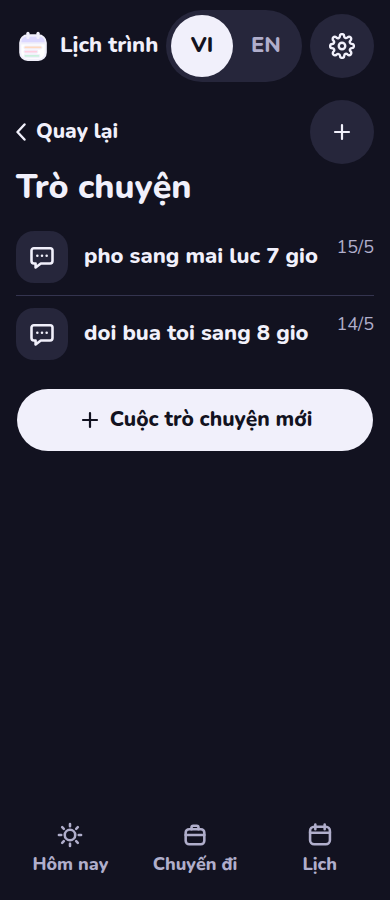 Lịch trình
VI
EN
Quay lại
Trò chuyện
pho sang mai luc 7 gio
15/5
doi bua toi sang 8 gio
14/5
Cuộc trò chuyện mới
Hôm nay
Chuyến đi
Lịch